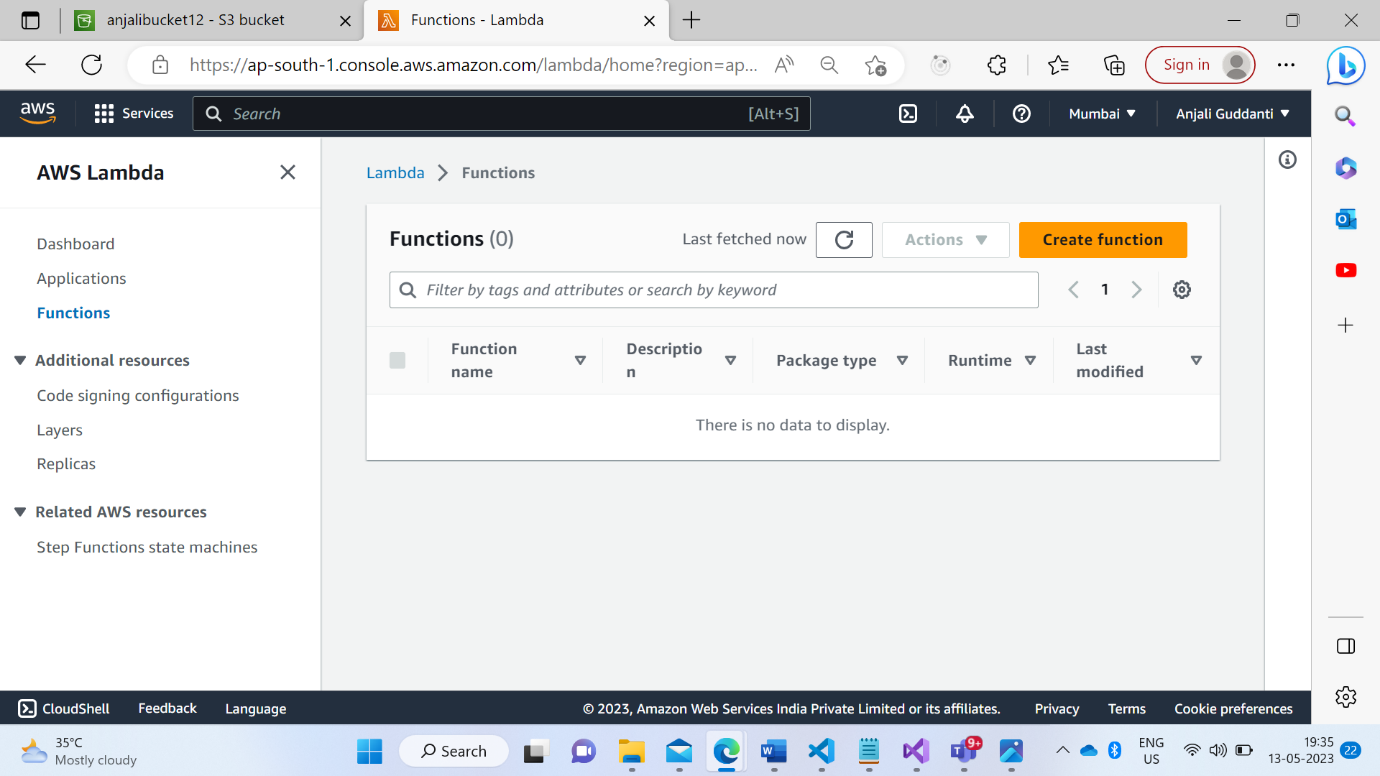 anjalibucket12 - S3 bucket
Functions - Lambda
https://ap-south-1.console.aws.amazon.com/lambda/home?region=ap...
Sign in
aws
Services
Search
[Alt+S]
Mumbai
Anjali Guddanti
AWS Lambda
Dashboard
Applications
Functions
Additional resources
Code signing configurations
Layers
Replicas
Related AWS resources
Step Functions state machines
Lambda
Functions
Functions (0)
Last fetched now
Actions
Create function
Filter by tags and attributes or search by keyword
1
Function
name
Descriptio
n
Package type
Runtime
Last
modified
There is no data to display.
CloudShell
Feedback
Language
© 2023, Amazon Web Services India Private Limited or its affiliates.
Privacy
Terms
Cookie preferences
35°C
Mostly cloudy
Search
9+
ENG
US
19:35
13-05-2023
22